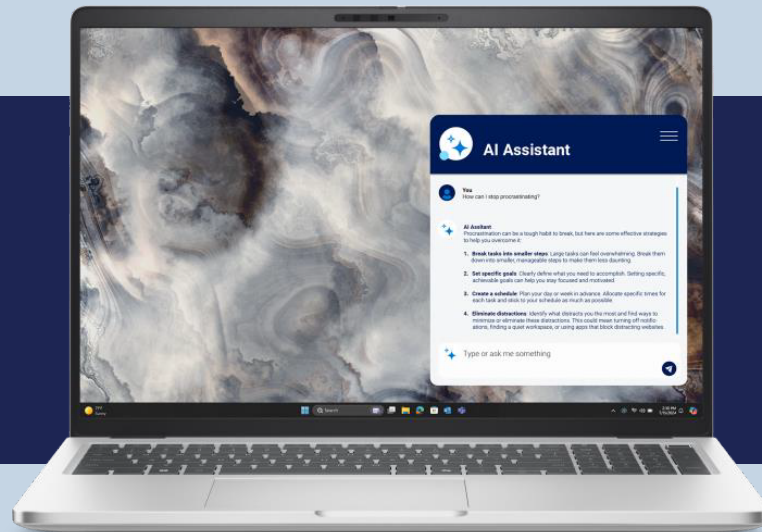 AI Assistant
You
How can I stop procrastinating?
AI Assitant
Procrastination can be a tough habit to break, but here are some effective strategies
to help you overcome it:
1. Break tasks into smaller steps: Large tasks can feel overwhelming. Break them
down into smaller, manageable steps to make them less daunting.
2. Set specific goals: Clearly define what you need to accomplish. Setting specific,
achievable goals can help you stay focused and motivated.
3. Create a schedule: Plan your day or week in advance. Allocate specific times for
each task and stick to your schedule as much as possible.
4. Eliminate distractions: Identify what distracts you the most and find ways to
minimize or eliminate these distractions. This could mean turning off notific-
ations, finding a quiet workspace, or using apps that block distracting websites.
Type or ask me something
Sunny
Search